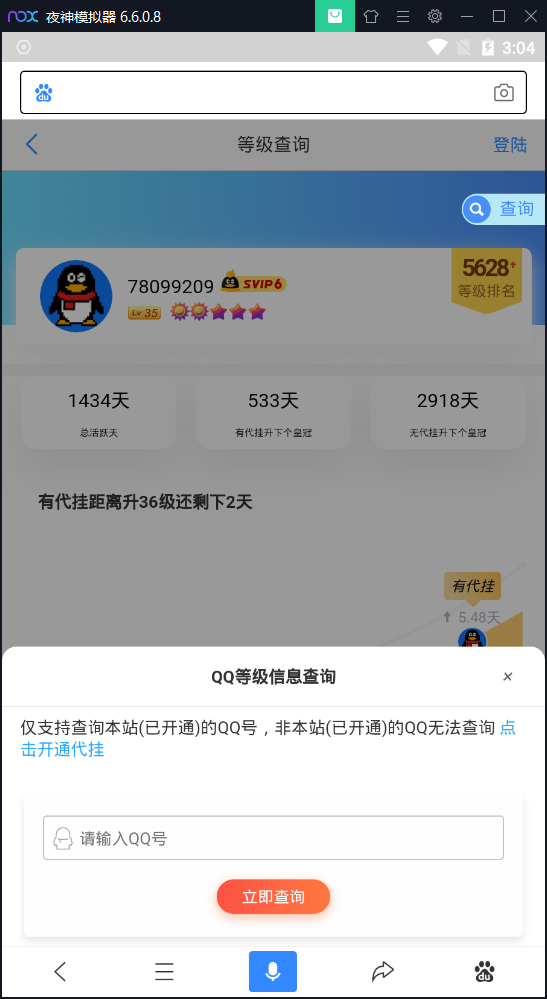 nox 夜神模拟器 6.6.0.8
3:04
du
等级查询
登陆
查询
78099209 SVIP6
Lv 35
5628
等级排名
1434天
总活跃天
533天
有代挂升下个皇冠
2918天
无代挂升下个皇冠
有代挂距离升36级还剩下2天
有代挂
5.48天
QQ等级信息查询
×
仅支持查询本站(已开通)的QQ号，非本站(已开通)的QQ无法查询 点
击开通代挂
请输入QQ号
立即查询
du